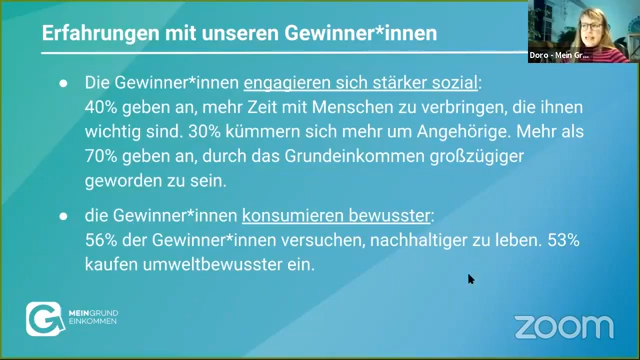 Erfahrungen mit unseren Gewinner*innen
Doro - Mein Gr...
● Die Gewinner*innen engagieren sich stärker sozial:
40% geben an, mehr Zeit mit Menschen zu verbringen, die ihnen
wichtig sind. 30% kümmern sich mehr um Angehörige. Mehr als
70% geben an, durch das Grundeinkommen großzügiger
geworden zu sein.
● die Gewinner*innen konsumieren bewusster:
56% der Gewinner*innen versuchen, nachhaltiger zu leben. 53%
kaufen umweltbewusster ein.
G
MEINGRUND
EINKOMMEN
zoom